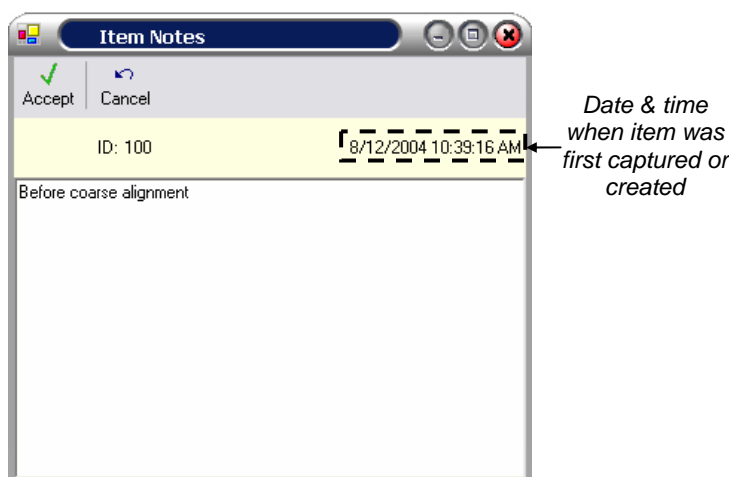 Item Notes
Accept Cancel
ID: 100 8/12/2004 10:39:16 AM
Before coarse alignment
Date & time
when item was
first captured or
created